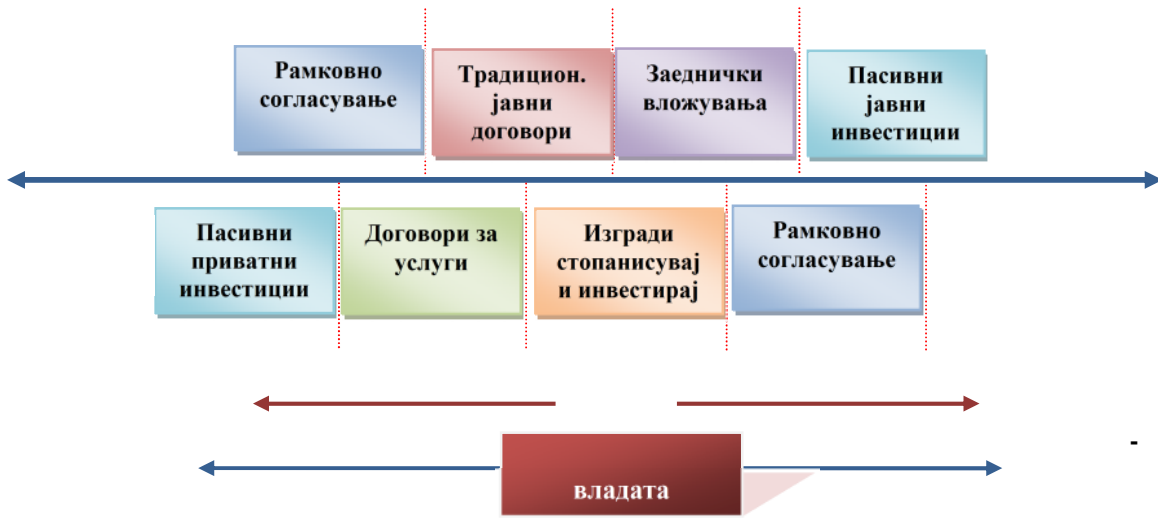 Рамковно
согласување
Традицион.
јавни
договори
Заеднички
вложувања
Пасивни
јавни
инвестиции
Пасивни
приватни
инвестиции
Договори за
услуги
Изгради
стопанисувај
и инвестирај
Рамковно
согласување
-
владата